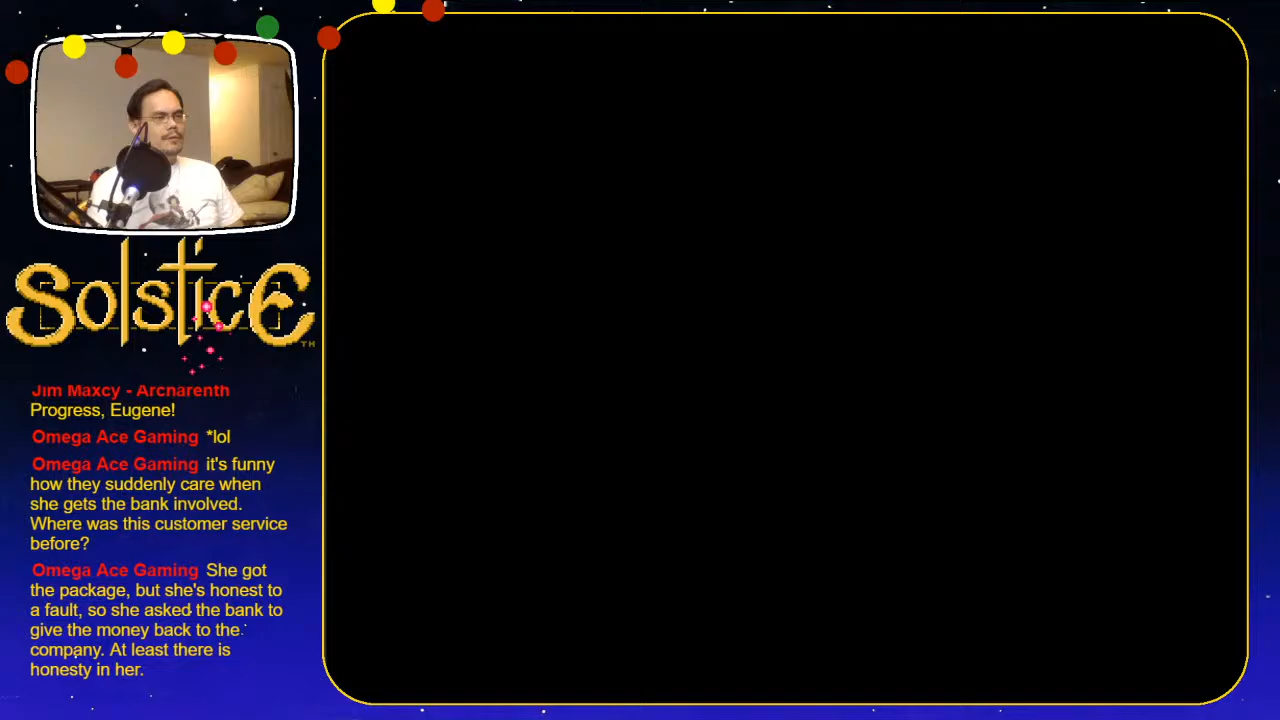 Solstice
TM
Jim Maxcy - Arcnarenth
Progress, Eugene!
Omega Ace Gaming *lol
Omega Ace Gaming it's funny
how they suddenly care when
she gets the bank involved.
Where was this customer service
before?
Omega Ace Gaming She got
the package, but she's honest to
a fault, so she asked the bank to
give the money back to the
company. At least there is
honesty in her.